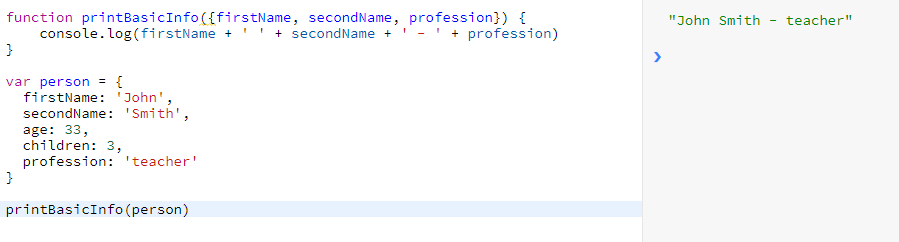 function printBasicInfo({firstName, secondName, profession}) {
    console.log(firstName + ' ' + secondName + ' - ' + profession)
}

var person = {
  firstName: 'John',
  secondName: 'Smith',
  age: 33,
  children: 3,
  profession: 'teacher'
}

printBasicInfo(person)
"John Smith - teacher"
❯